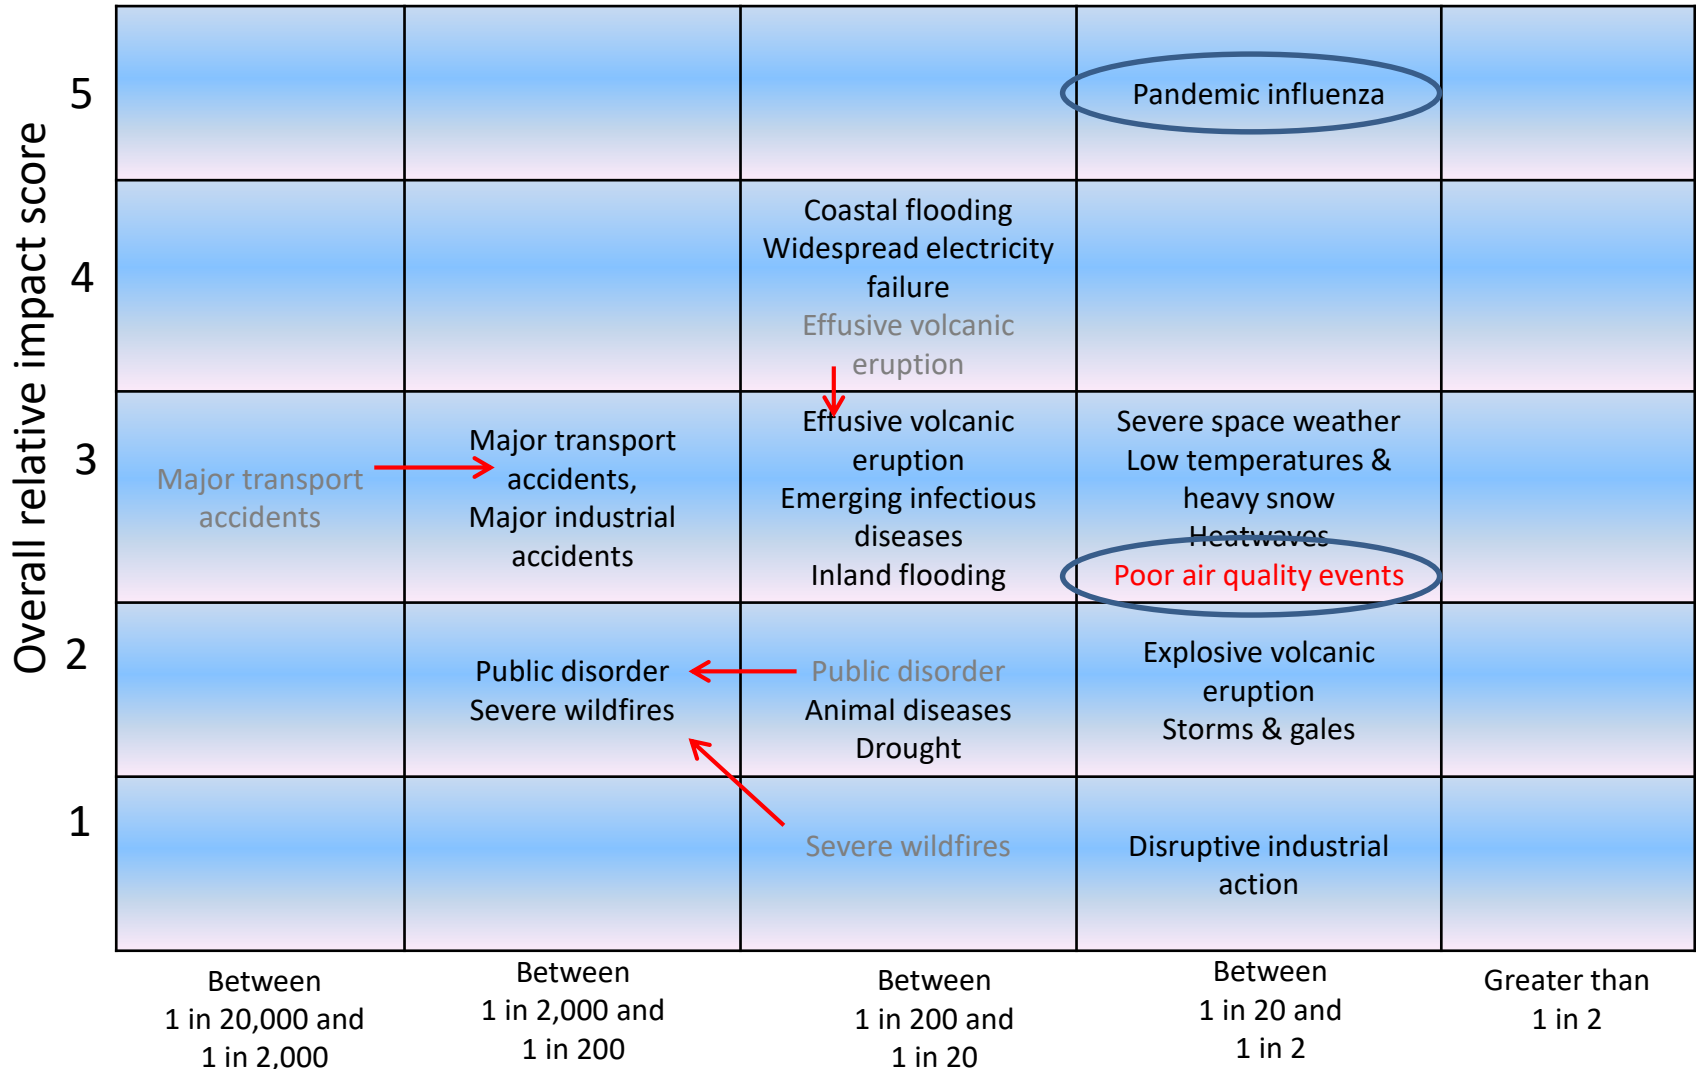 Overall relative impact score
5
Pandemic influenza
4
Coastal flooding
Widespread electricity
failure
Effusive volcanic
eruption
3
Major transport
accidents
Major transport
accidents,
Major industrial
accidents
Effusive volcanic
eruption
Emerging infectious
diseases
Inland flooding
Severe space weather
Low temperatures &
heavy snow
Heatwaves
Poor air quality events
2
Public disorder
Severe wildfires
Public disorder
Animal diseases
Drought
Explosive volcanic
eruption
Storms & gales
1
Severe wildfires
Disruptive industrial
action
Between
1 in 20,000 and
1 in 2,000
Between
1 in 2,000 and
1 in 200
Between
1 in 200 and
1 in 20
Between
1 in 20 and
1 in 2
Greater than
1 in 2